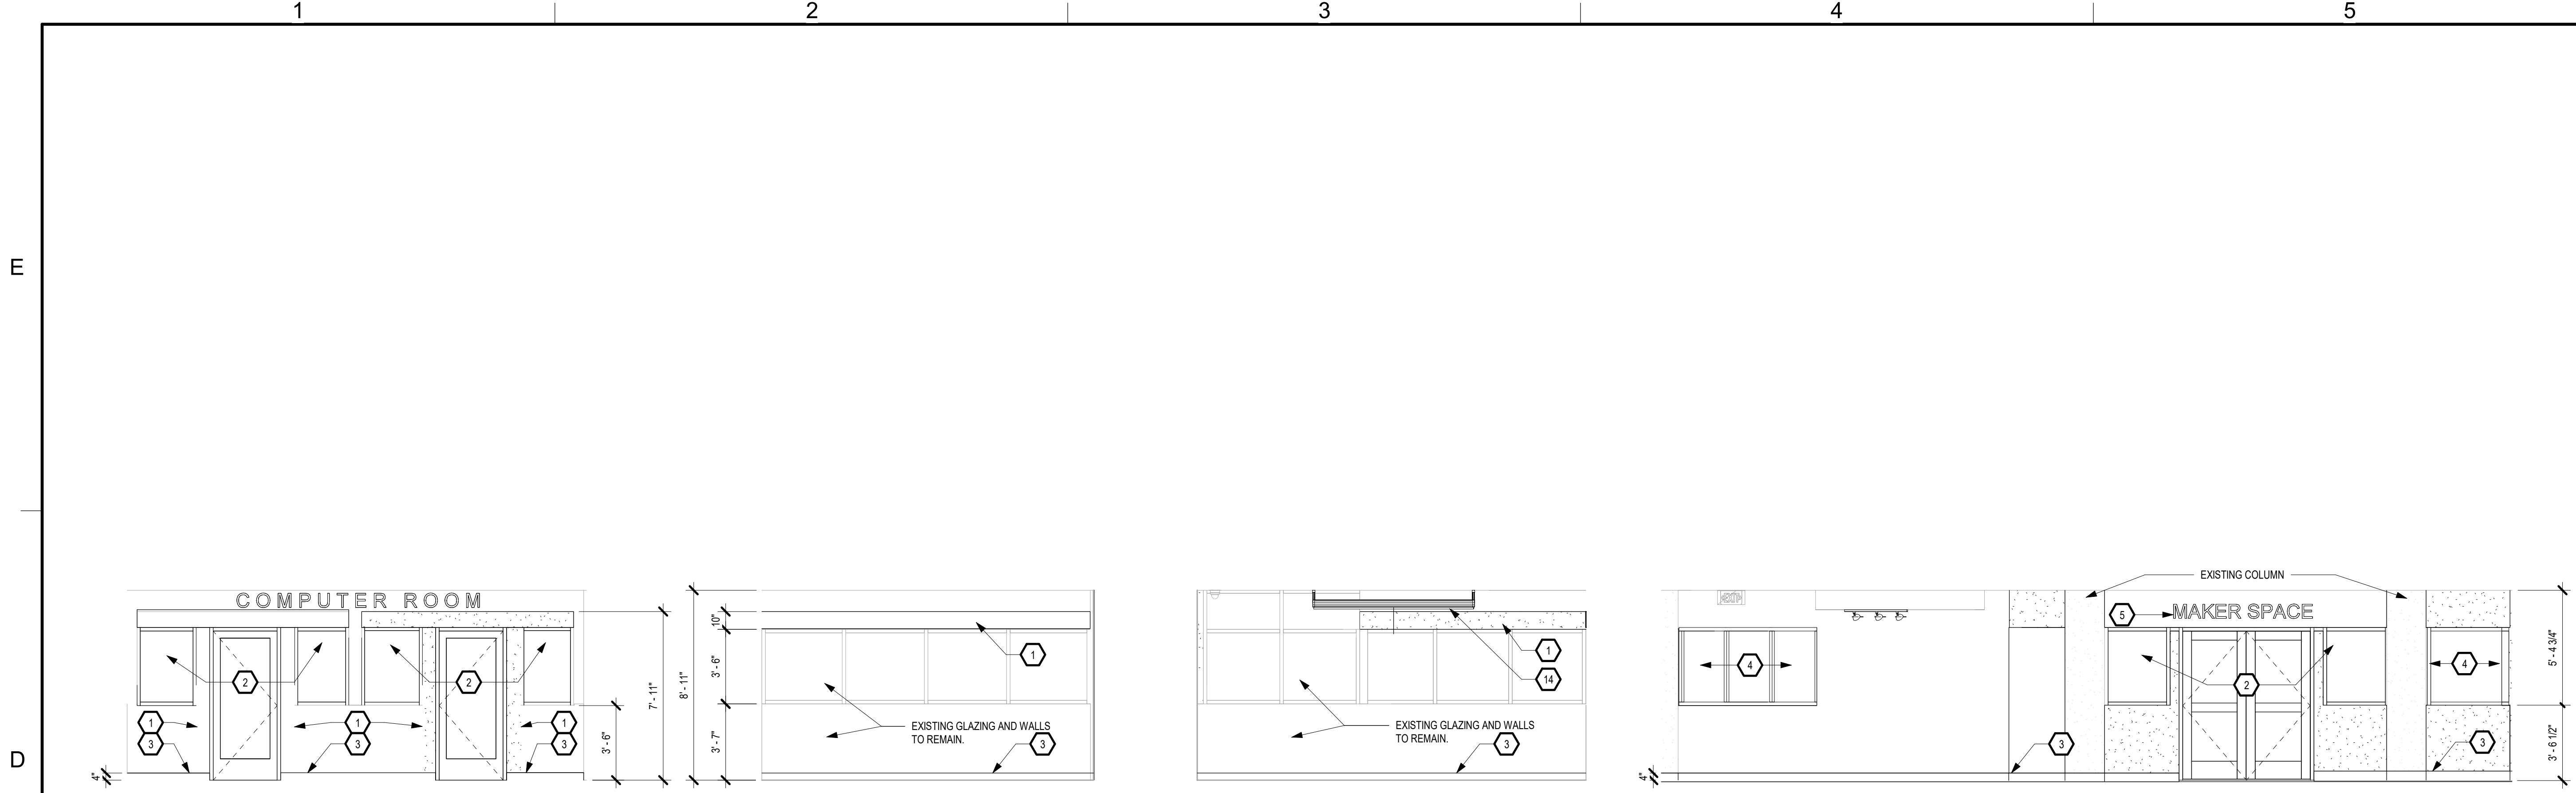 1 2 3 4 5
E
EXISTING COLUMN
COMPUTER ROOM
5 MAKER SPACE
10"
1
1
14
3' - 6"
8' - 11"
7' - 11"
5' - 4 3/4"
2 2
4 2 4
1 1 1
3 3 3
EXISTING GLAZING AND WALLS
TO REMAIN.
3
EXISTING GLAZING AND WALLS
TO REMAIN.
3
3 3
3' - 6"
3' - 7"
3' - 6 1/2"
D
4"
4"